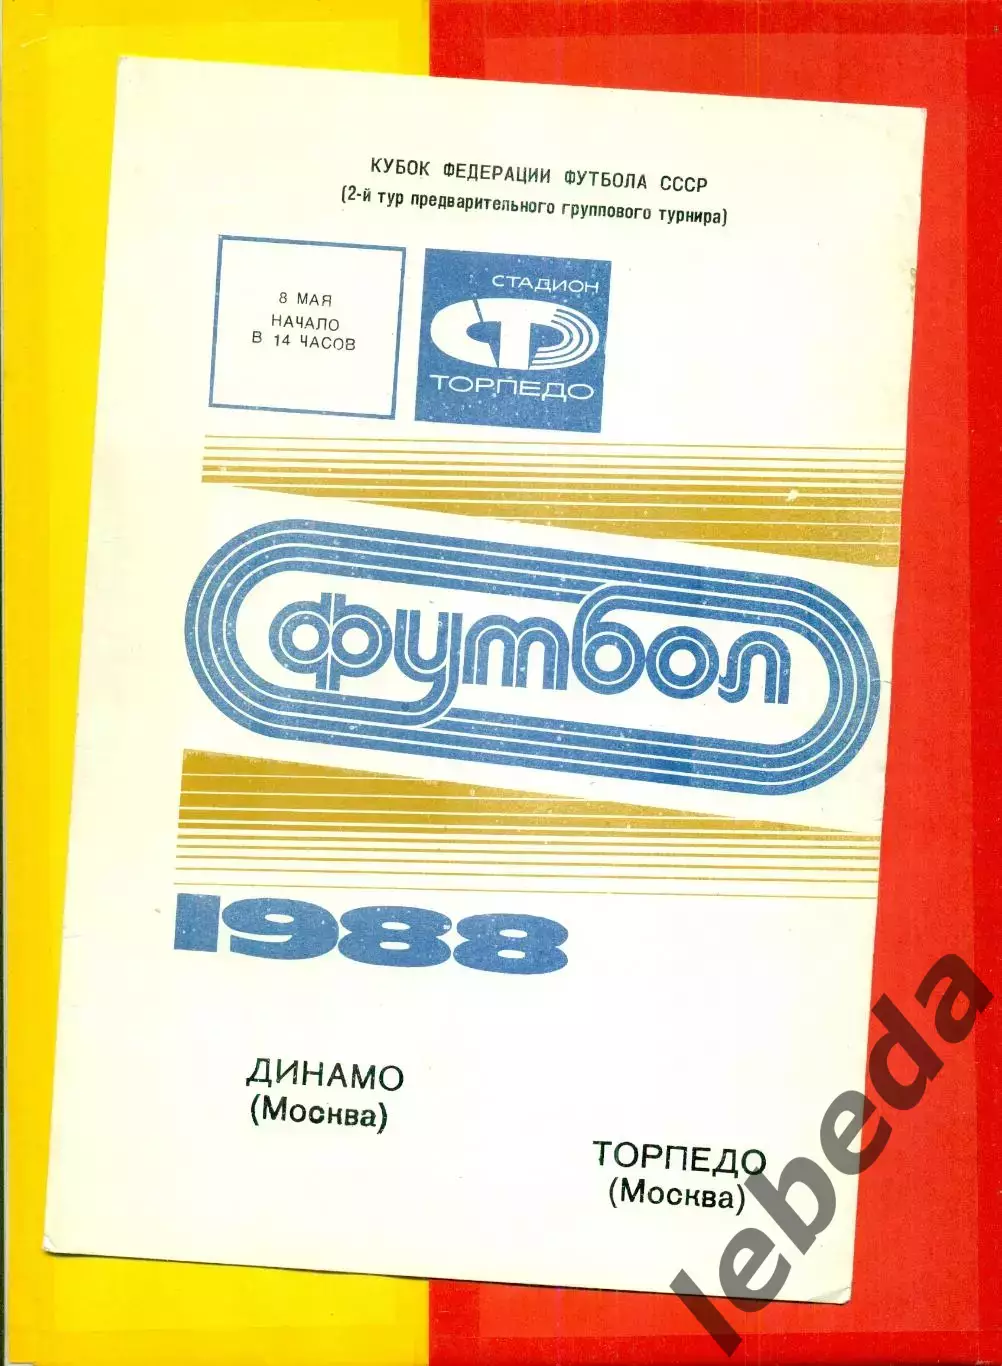 КУБОК ФЕДЕРАЦИИ ФУТБОЛА СССР
(2-й тур предварительного группового турнира)
8 МАЯ
НАЧАЛО
В 14 ЧАСОВ
СТАДИОН
ТОРПЕДО
футбол
1988
ДИНАМО
(Москва)
ТОРПЕДО
(Москва)
lebeda